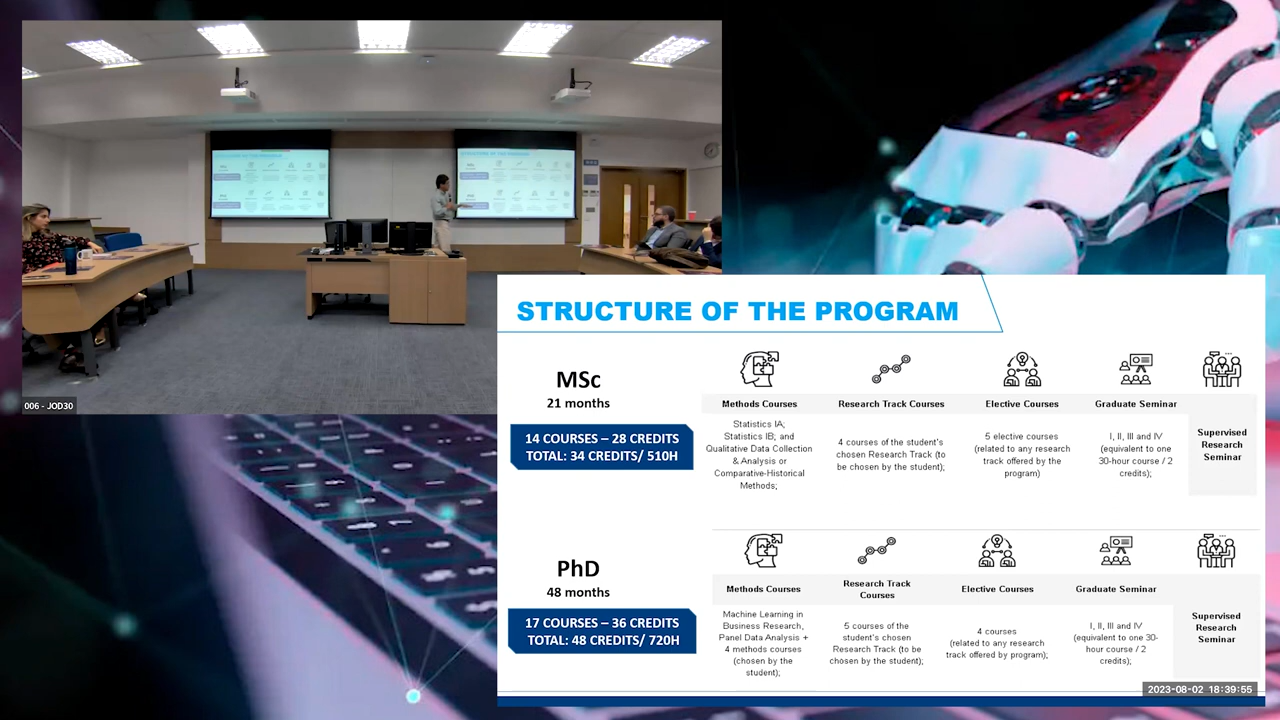 006 - JOD30
STRUCTURE OF THE PROGRAM
MSc
21 months
14 COURSES – 28 CREDITS
TOTAL: 34 CREDITS/ 510H
Methods Courses
Statistics IA;
Statistics IB; and
Qualitative Data Collection
& Analysis or
Comparative-Historical
Methods;
Research Track Courses
4 courses of the student's
chosen Research Track (to
be chosen by the student);
Elective Courses
5 elective courses
(related to any research
track offered by the
program)
Graduate Seminar
I, II, III and IV
(equivalent to one
30-hour course / 2
credits);
Supervised
Research
Seminar
PhD
48 months
17 COURSES – 36 CREDITS
TOTAL: 48 CREDITS/ 720H
Methods Courses
Machine Learning in
Business Research,
Panel Data Analysis +
4 methods courses
(chosen by the
student);
Research Track
Courses
5 courses of the
student's chosen
Research Track (to be
chosen by the student);
Elective Courses
4 courses
(related to any research
track offered by program);
Graduate Seminar
I, II, III and IV
(equivalent to one 30-
hour course / 2
credits);
Supervised
Research
Seminar
2023-08-02 18:39:55